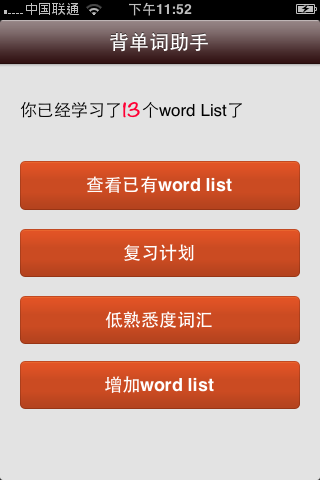 中国联通 下午11:52
背单词助手
你已经学习了13个word List了
查看已有word list
复习计划
低熟悉度词汇
增加word list